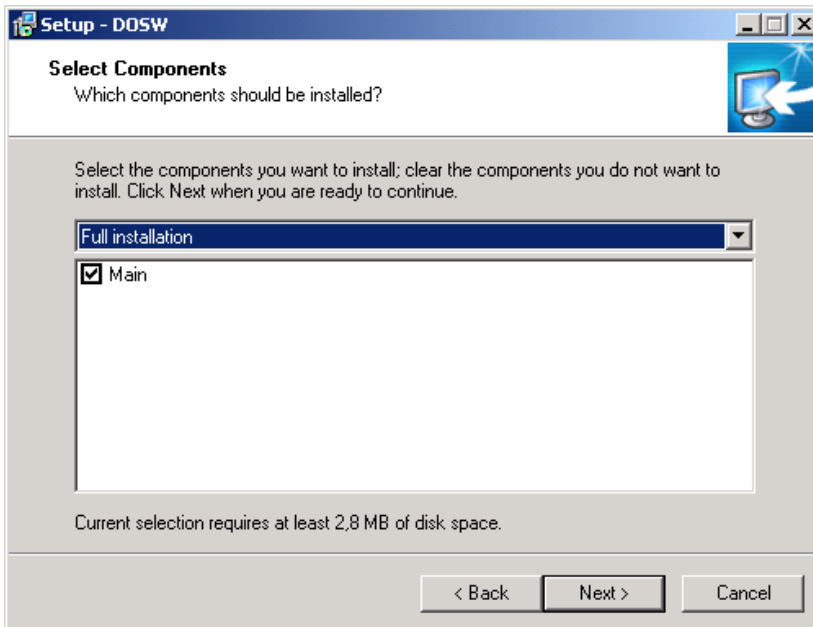 Setup - DOSW
Select Components
Which components should be installed?
Select the components you want to install; clear the components you do not want to
install. Click Next when you are ready to continue.
Full installation
Main
Current selection requires at least 2,8 MB of disk space.
< Back Next > Cancel